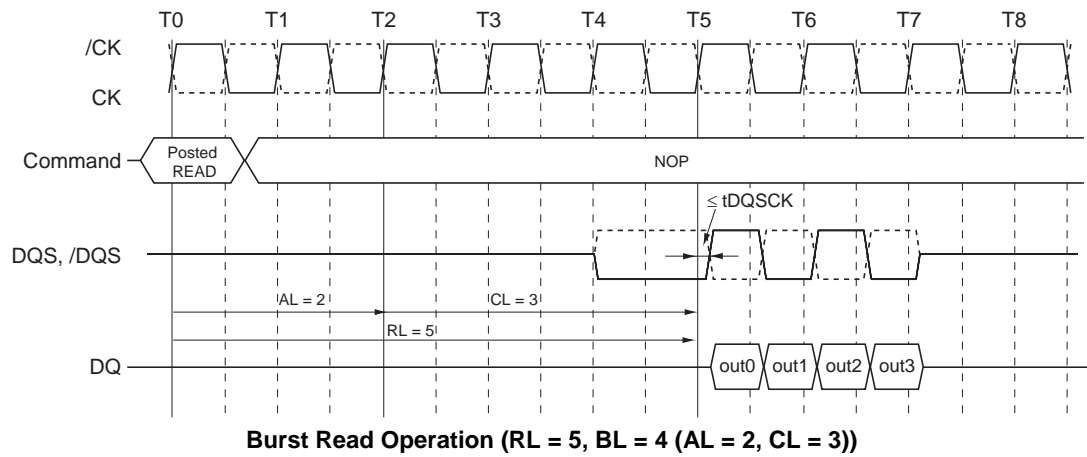 T0 T1 T2 T3 T4 T5 T6 T7 T8
/CK
CK
Command
Posted
READ
NOP
≤ tDQSCK
DQS, /DQS
AL = 2
CL = 3
RL = 5
DQ
out0 out1 out2 out3
Burst Read Operation (RL = 5, BL = 4 (AL = 2, CL = 3))